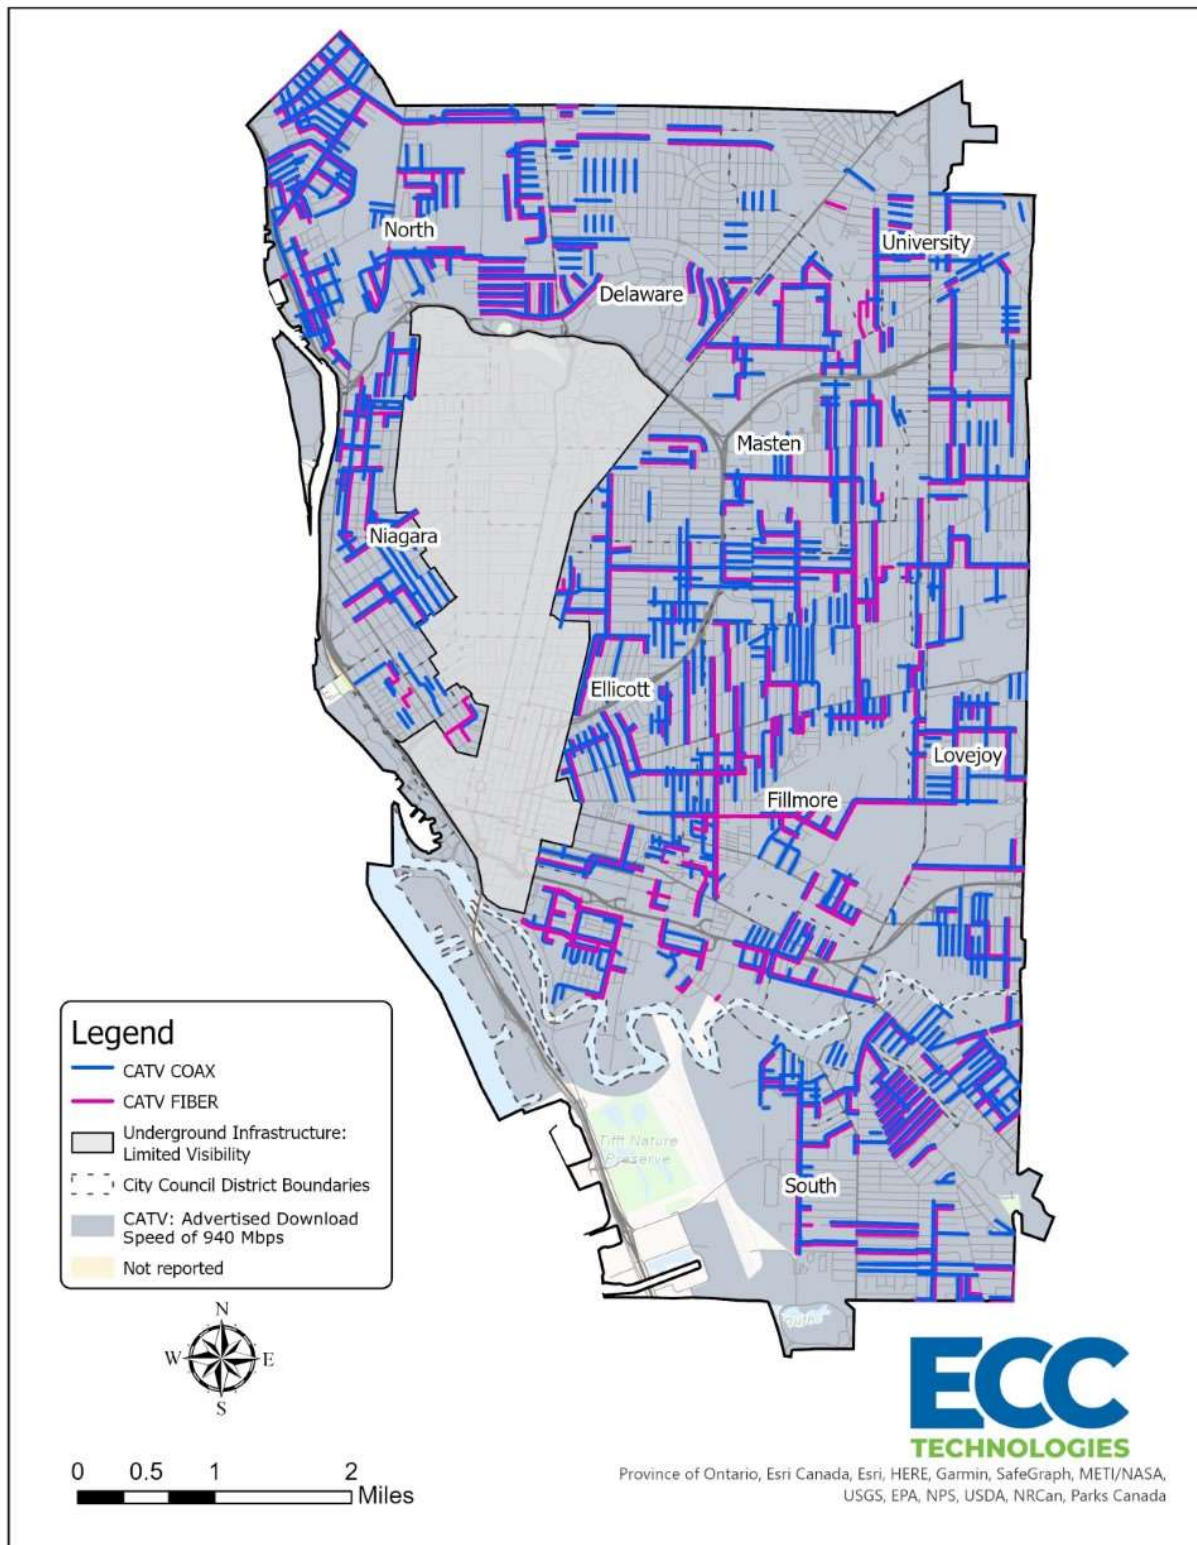 North
University
Delaware
Masten
Niagara
Ellicott
Lovejoy
Fillmore
Tifft Nature
Preserve
South
Legend
CATV COAX
CATV FIBER
Underground Infrastructure:
Limited Visibility
City Council District Boundaries
CATV: Advertised Download
Speed of 940 Mbps
Not reported
N
W
E
S
0 0.5 1 2
Miles
ECC
TECHNOLOGIES
Province of Ontario, Esri Canada, Esri, HERE, Garmin, SafeGraph, METI/NASA,
USGS, EPA, NPS, USDA, NRCan, Parks Canada